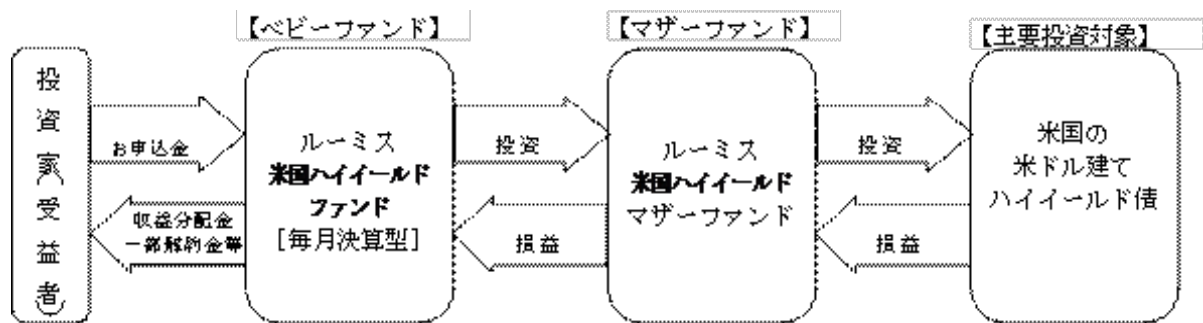 【ベビーファンド】
【マザーファンド】
【主要投資対象】
投資家(受益者)
お申込金
収益分配金
一部解約金等
ルーミス
米国ハイイールド
ファンド
[毎月決算型]
投資
損益
ルーミス
米国ハイイールド
マザーファンド
投資
損益
米国の
米ドル建て
ハイイールド債